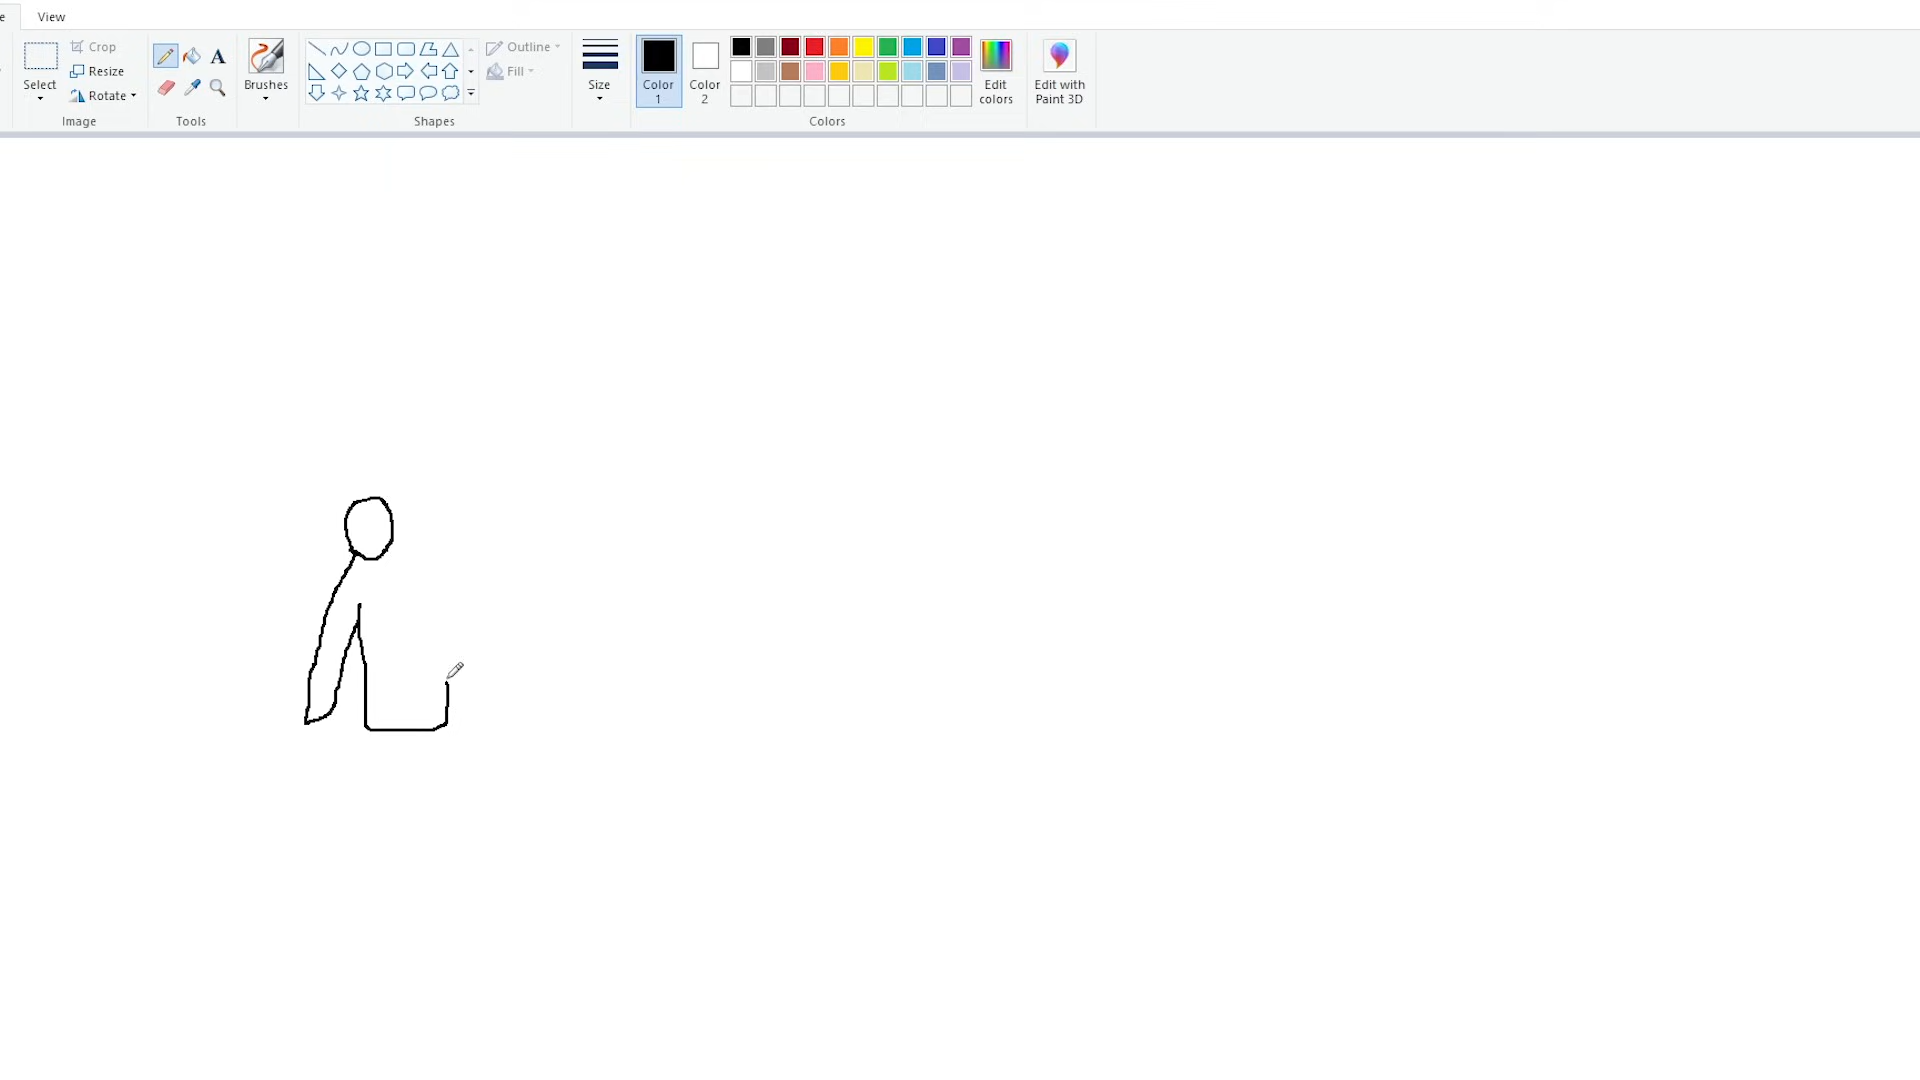 View
Select
Crop
Resize
Rotate
Image
A
Tools
Brushes
Shapes
Outline
Fill
Size
Color
1
Color
2
Colors
Edit
colors
Edit with
Paint 3D